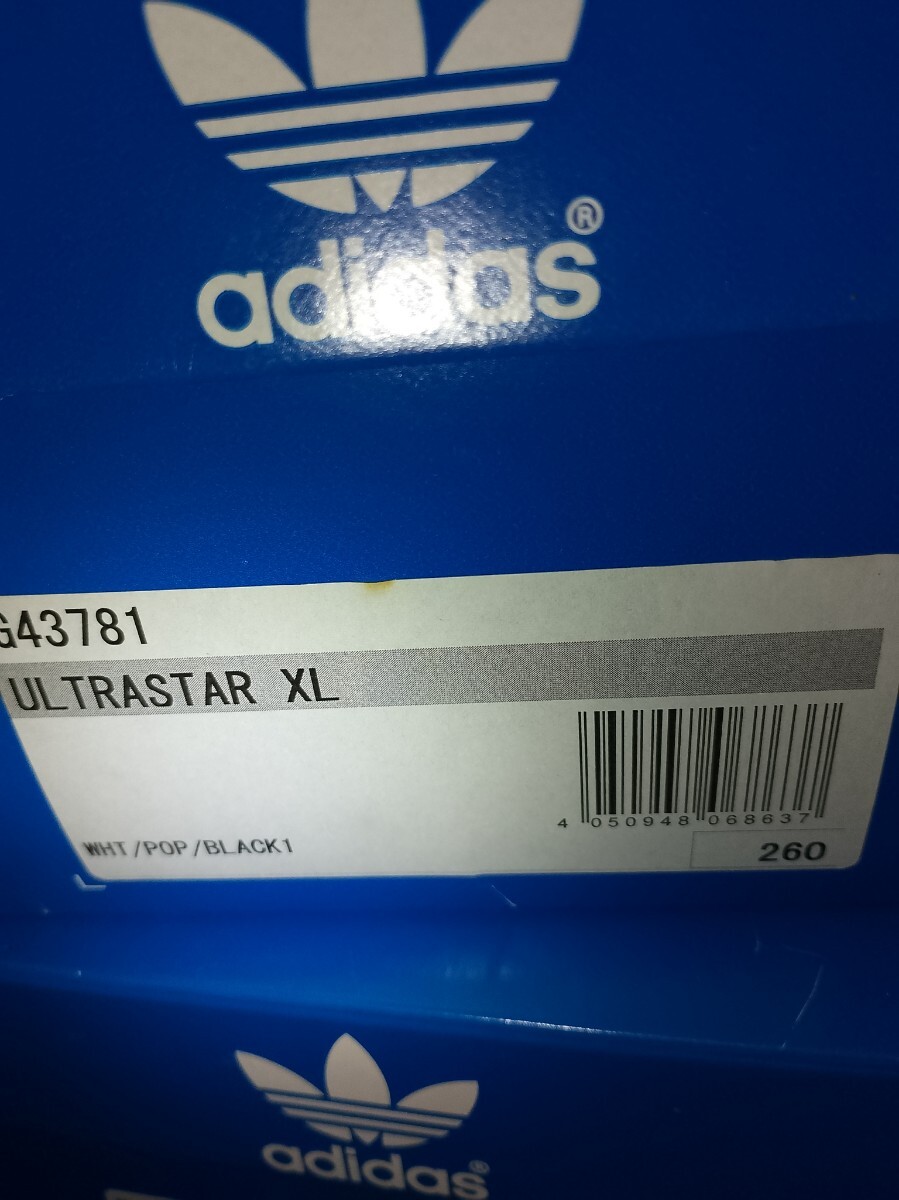 adidas®
G43781
ULTRASTAR XL
4 050948 068637
WHT/POP/BLACK1
260
adidas®